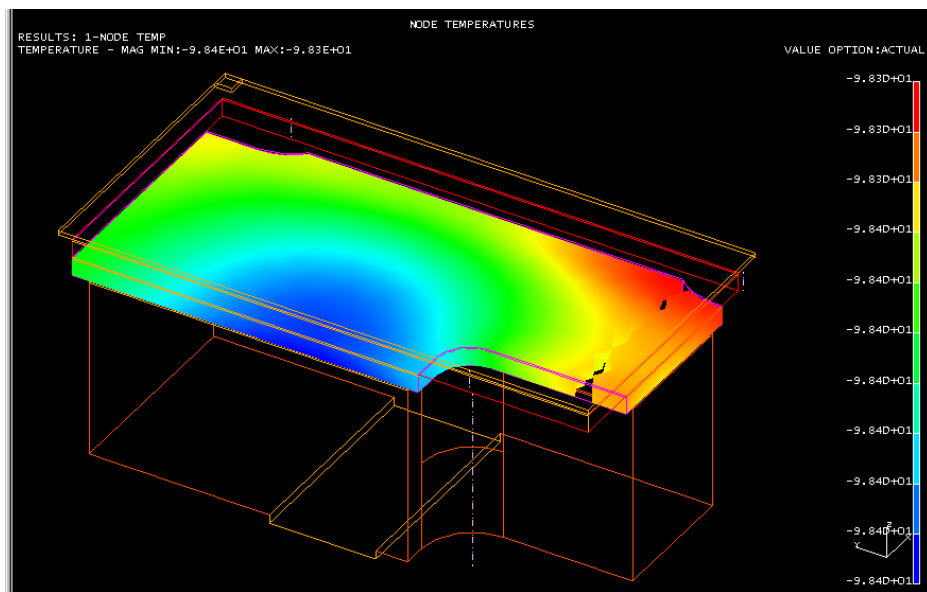 NODE TEMPERATURES
RESULTS: 1-NODE TEMP
TEMPERATURE - MAG MIN:-9.84E+01 MAX:-9.83E+01
VALUE OPTION:ACTUAL
-9.83D+01
-9.83D+01
-9.83D+01
-9.84D+01
-9.84D+01
-9.84D+01
-9.84D+01
-9.84D+01
-9.84D+01
-9.84D+01
-9.84D+01
Z
Y
X